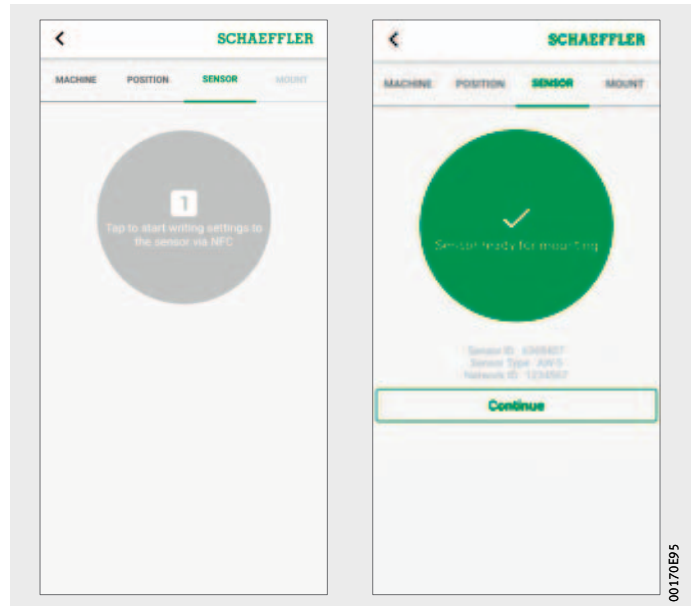 SCHAEFFLER
MACHINE POSITION SENSOR MOUNT
1
Tap to start writing settings to
the sensor via NFC
SCHAEFFLER
MACHINE POSITION SENSOR MOUNT
Sensor ready for mounting
Sensor ID
Sensor Type
Network ID 1234567
Continue
00170E95